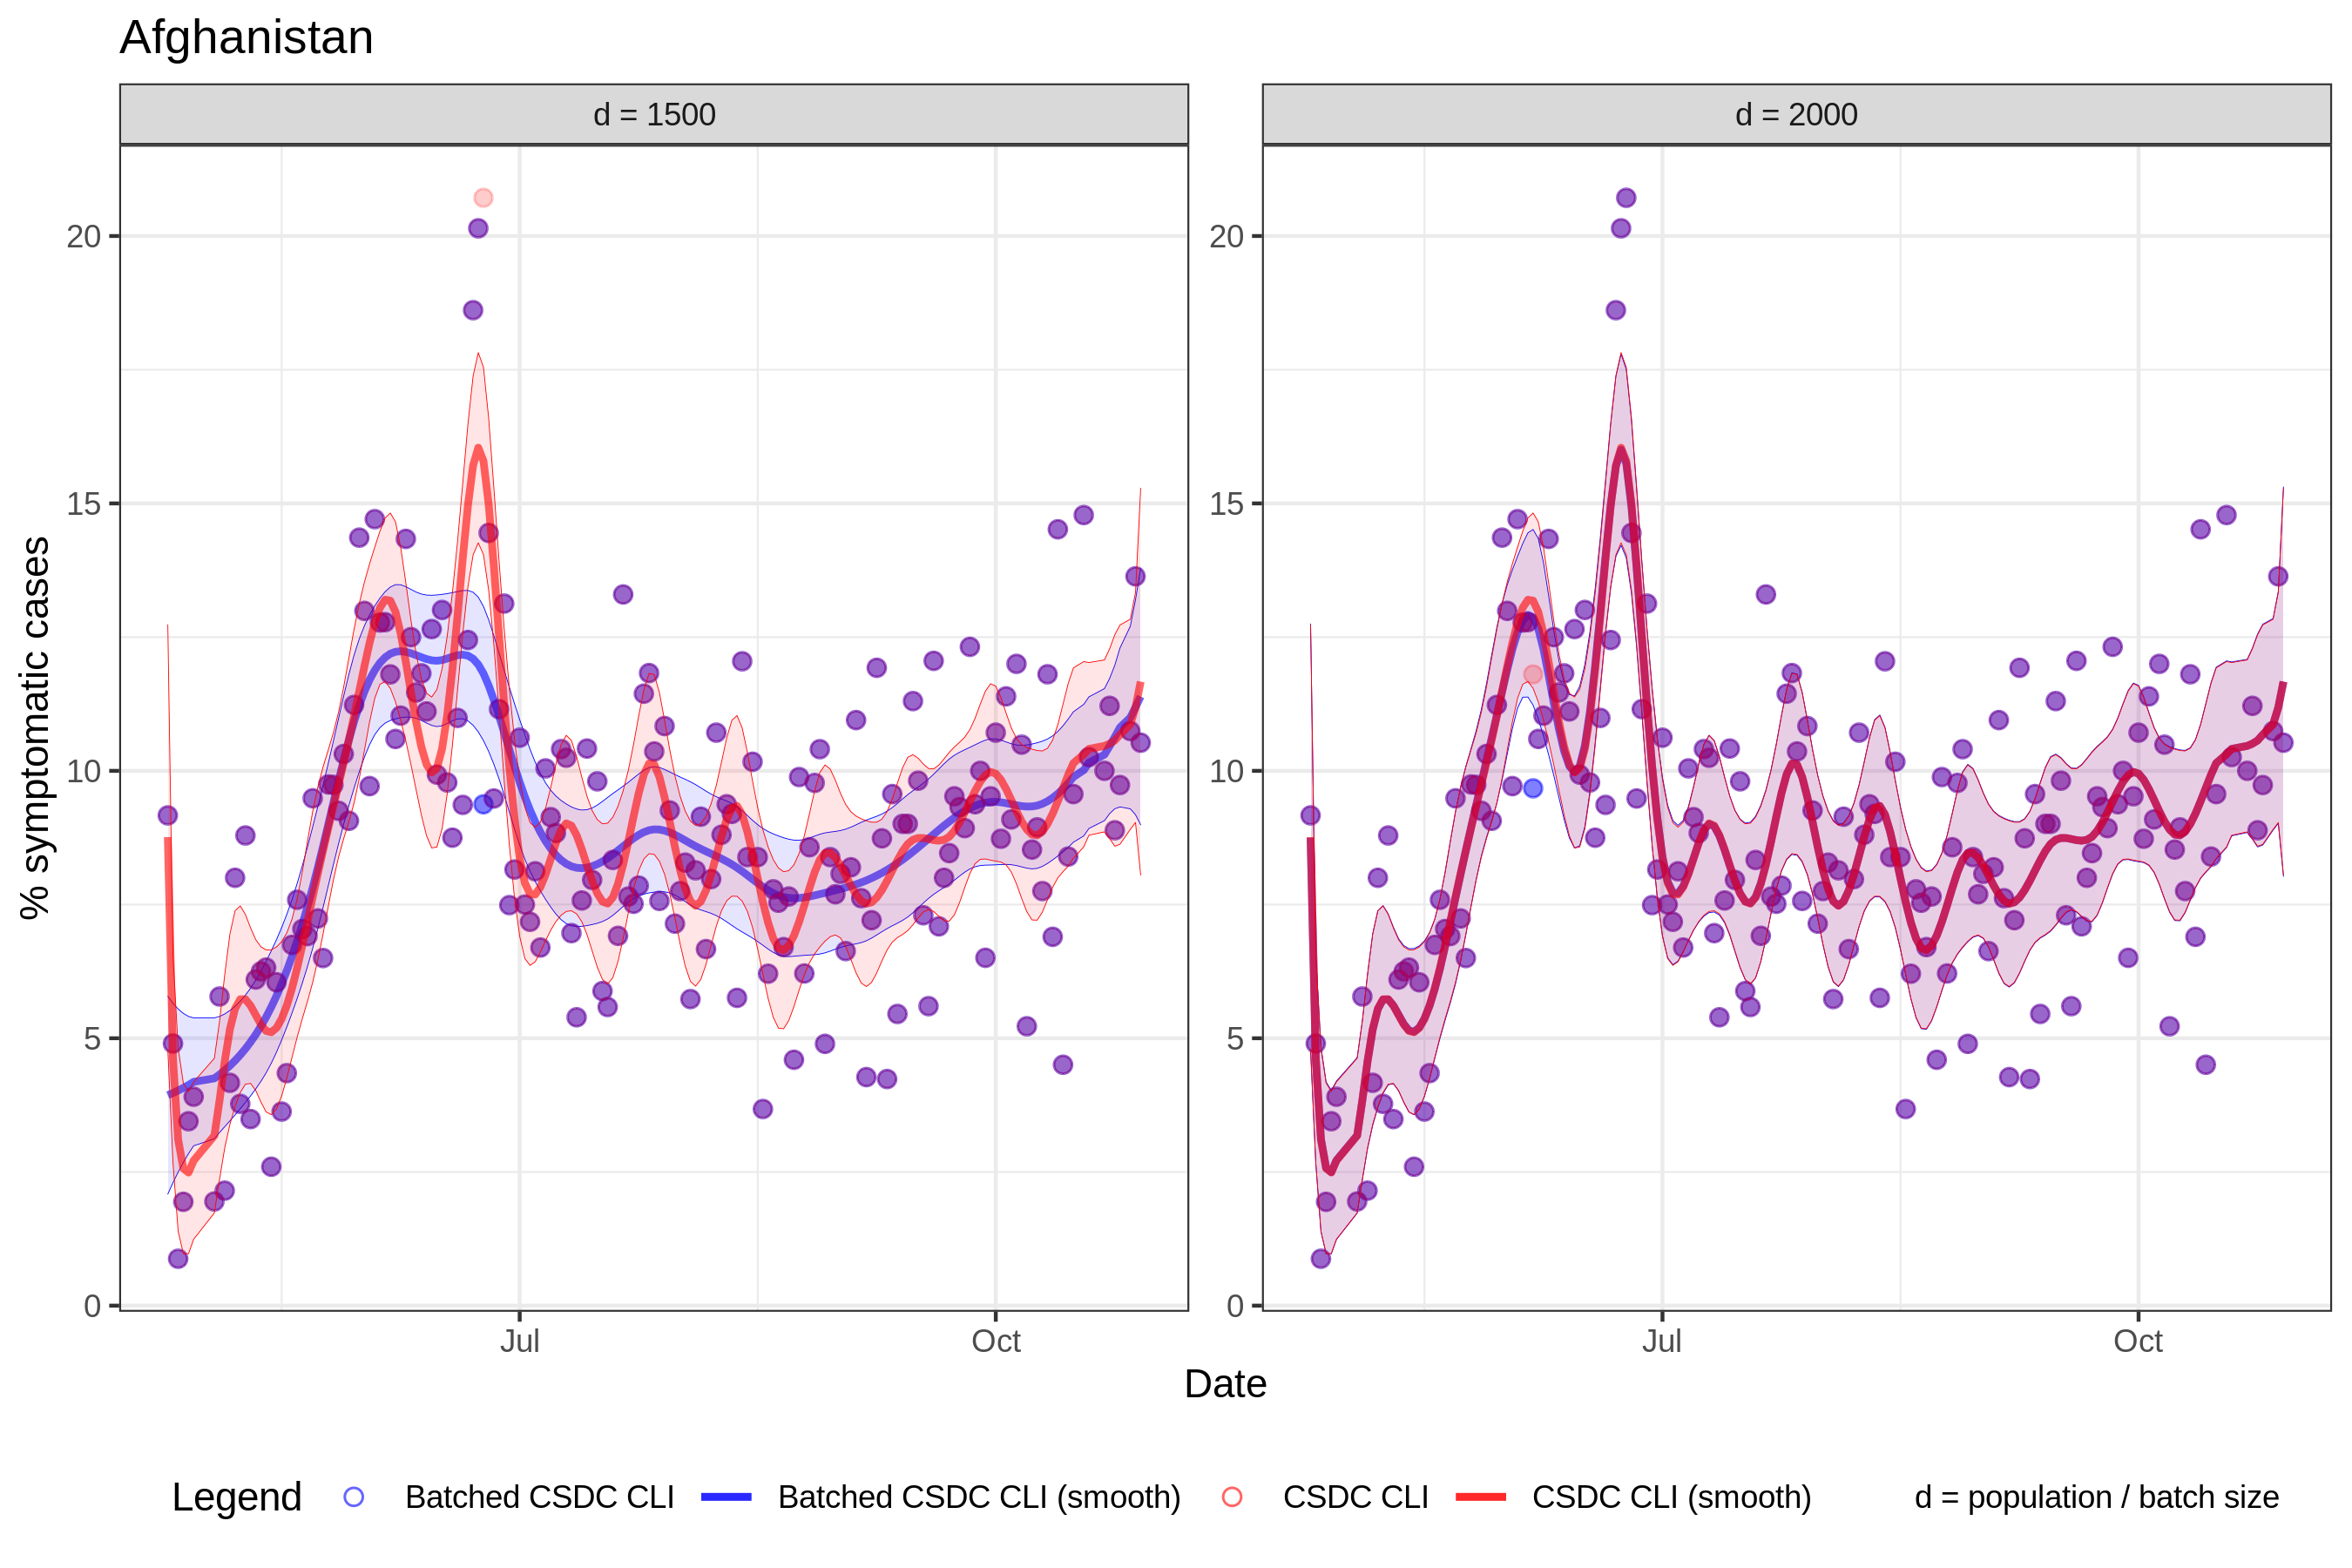 Afghanistan
d = 1500
d = 2000
% symptomatic cases
20
15
10
5
0
20
15
10
5
0
Jul
Oct
Jul
Oct
Date
Legend
Batched CSDC CLI
Batched CSDC CLI (smooth)
CSDC CLI
CSDC CLI (smooth)
d = population / batch size